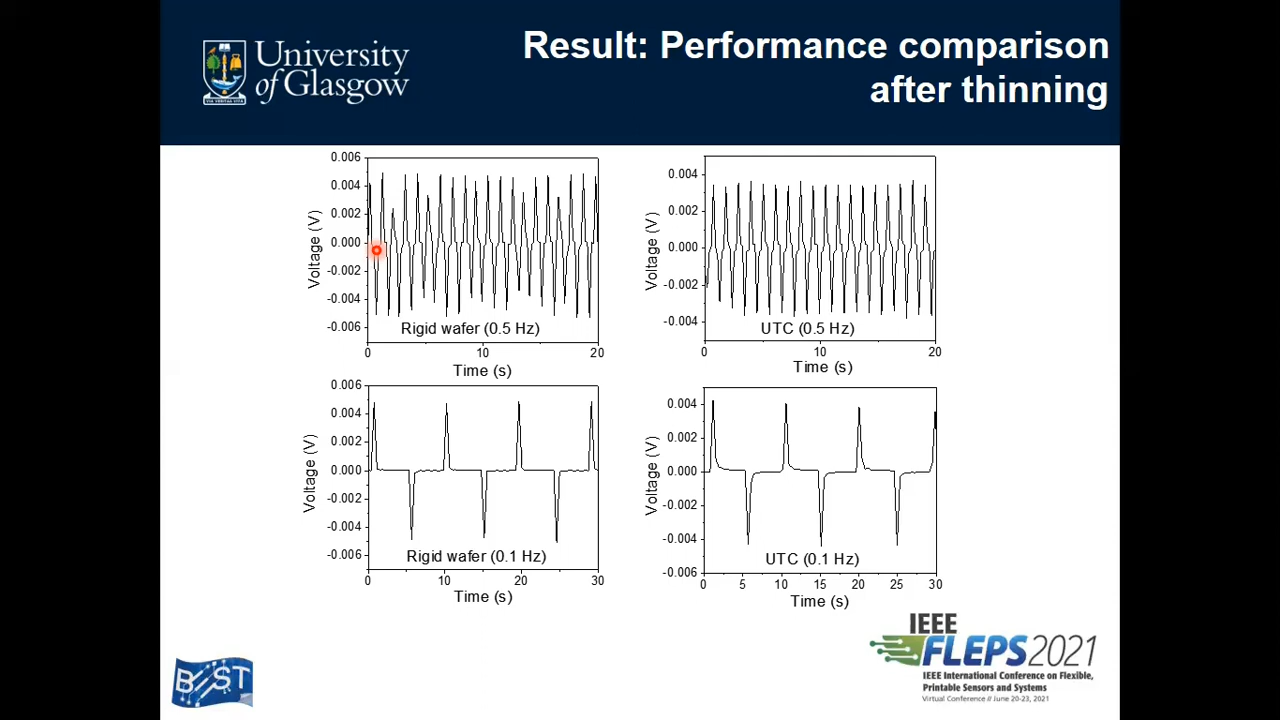 University
of Glasgow
VIA VERITAS VITA
Result: Performance comparison
after thinning
0.006
0.004
0.002
0.000
-0.002
-0.004
-0.006
Voltage (V)
Rigid wafer (0.5 Hz)
0
10
20
Time (s)
0.004
0.002
0.000
-0.002
-0.004
Voltage (V)
UTC (0.5 Hz)
0
10
20
Time (s)
0.006
0.004
0.002
0.000
-0.002
-0.004
-0.006
Voltage (V)
Rigid wafer (0.1 Hz)
0
10
20
30
Time (s)
0.004
0.002
0.000
-0.002
-0.004
-0.006
Voltage (V)
UTC (0.1 Hz)
0
5
10
15
20
25
30
Time (s)
BEST
IEEE
FLEPS2021
IEEE International Conference on Flexible,
Printable Sensors and Systems
Virtual Conference // June 20-23, 2021